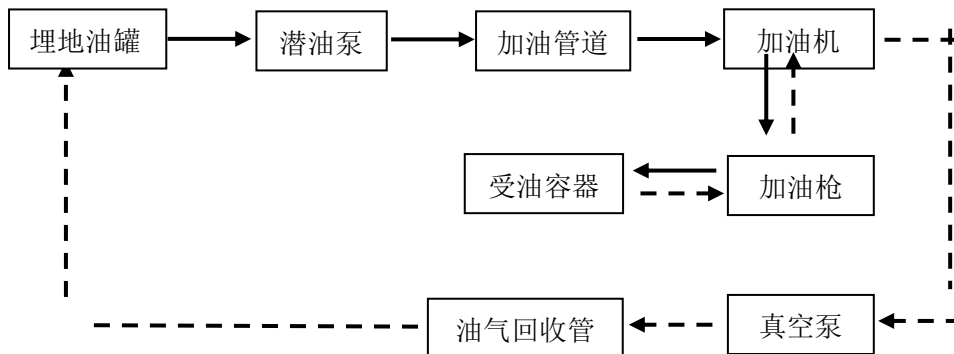 埋地油罐
潜油泵
加油管道
加油机
受油容器
加油枪
油气回收管
真空泵